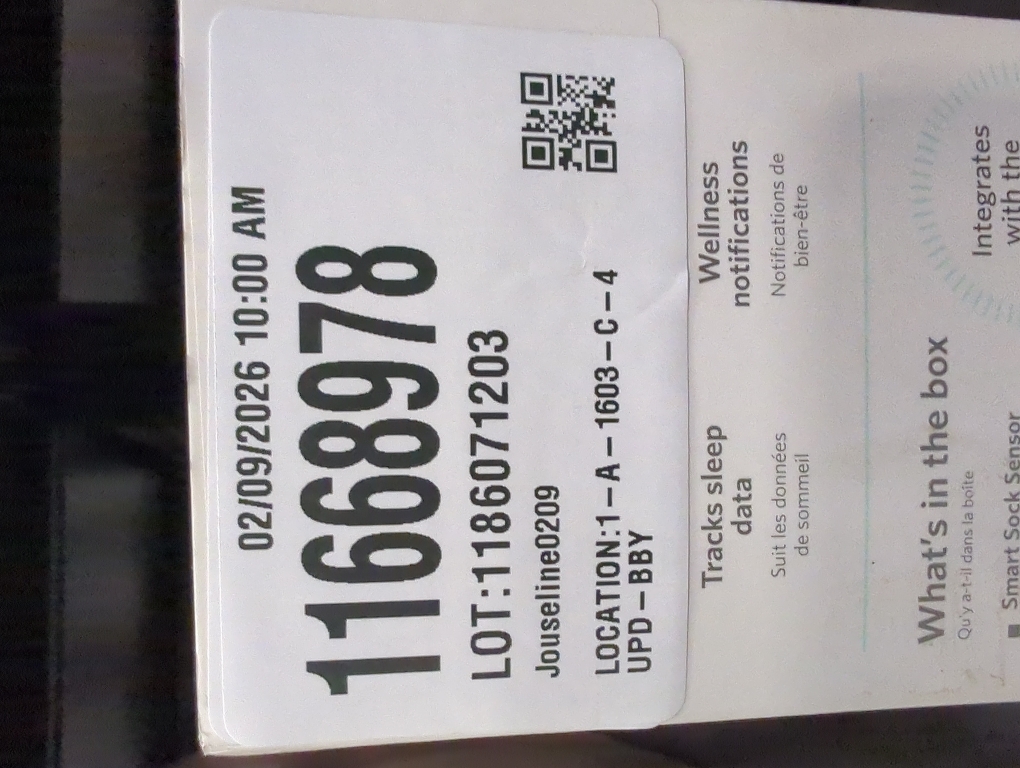 02/09/2026 10:00 AM
1168978
LOT:1186071203
Jouseline0209
LOCATION:1-A-1603-C-4
UPD-BBY
Tracks sleep
data
Suit les données
de sommeil
Wellness
notifications
Notifications de
bien-être
What's in the box
Qu'y a-t-il dans la boîte
■ Smart Sock Sensor
Integrates
with the